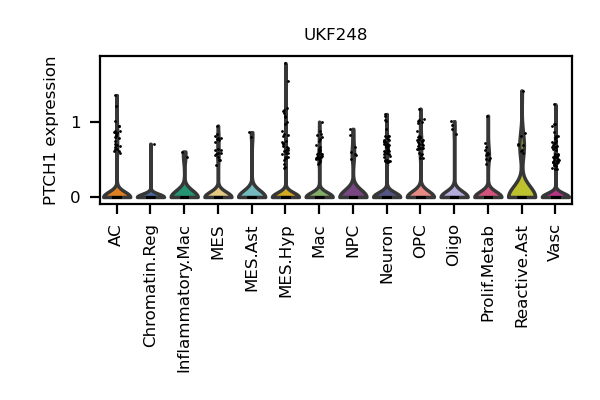 UKF248
PTCH1 expression
1
0
AC
Chromatin.Reg
Inflammatory.Mac
MES
MES.Ast
MES.Hyp
Mac
NPC
Neuron
OPC
Oligo
Prolif.Metab
Reactive.Ast
Vasc